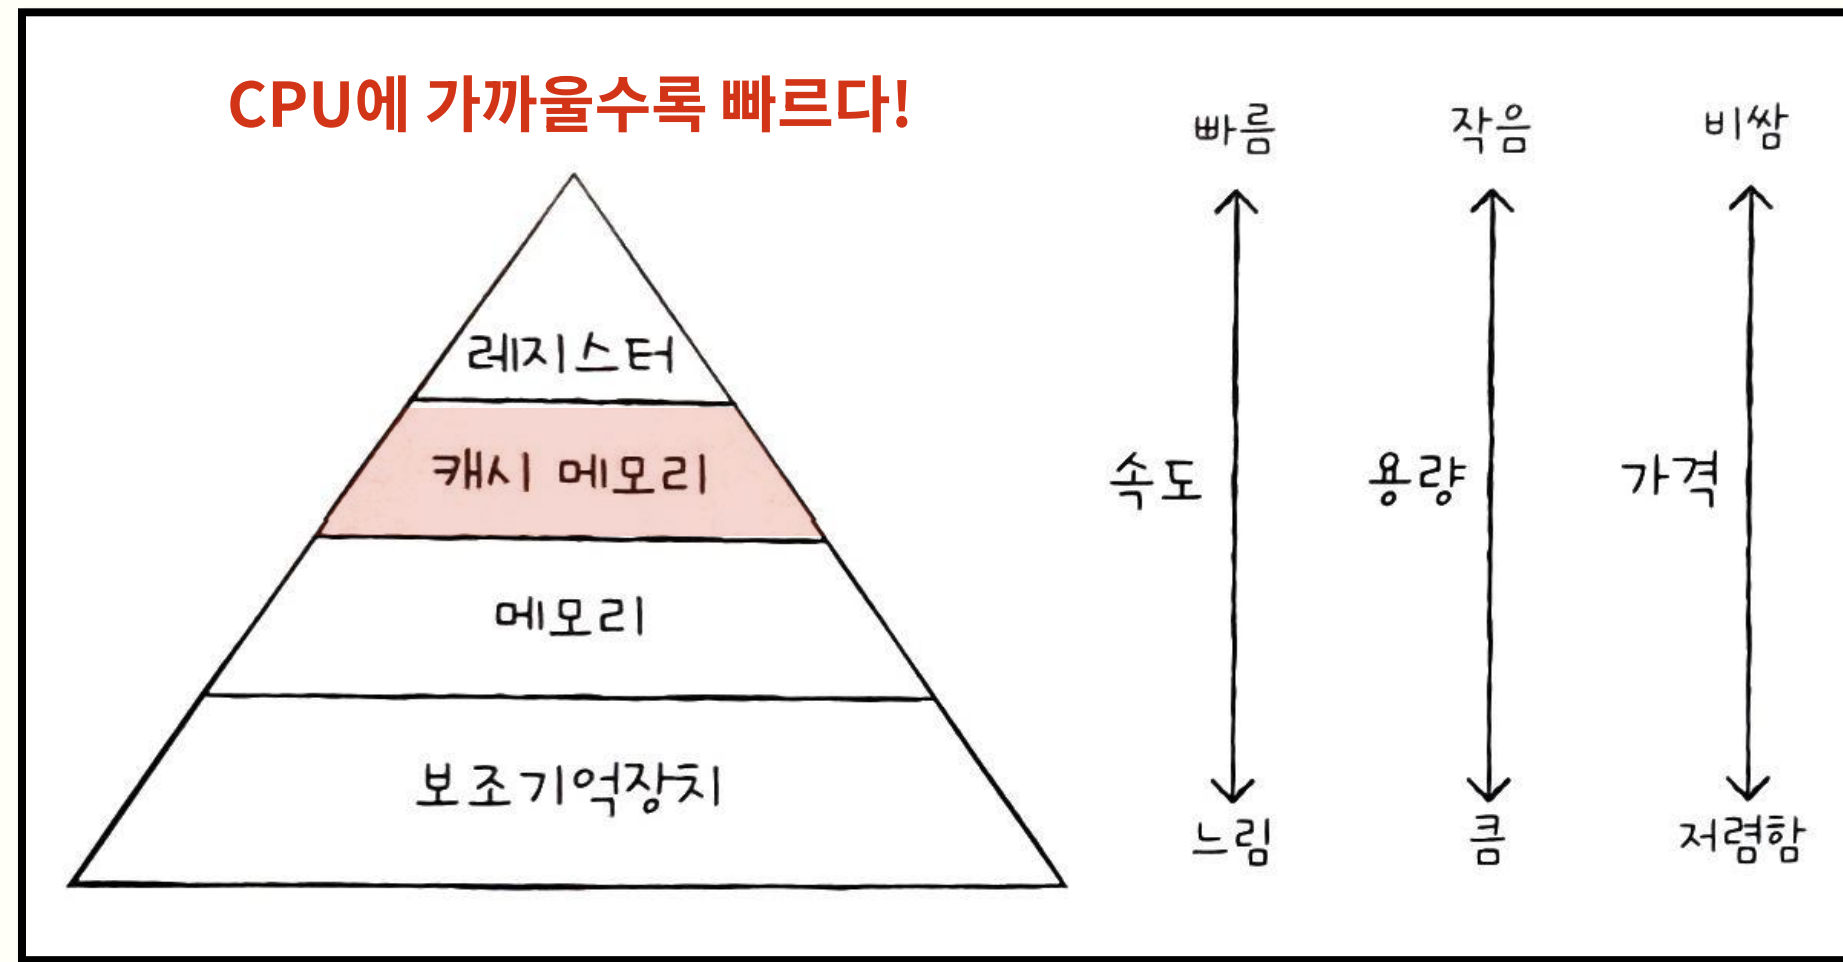 CPU에 가까울수록 빠르다!
빠름 작음 비쌈
레지스터
캐시 메모리
속도 용량 가격
메모리
보조기억장치
느림 큼 저렴함